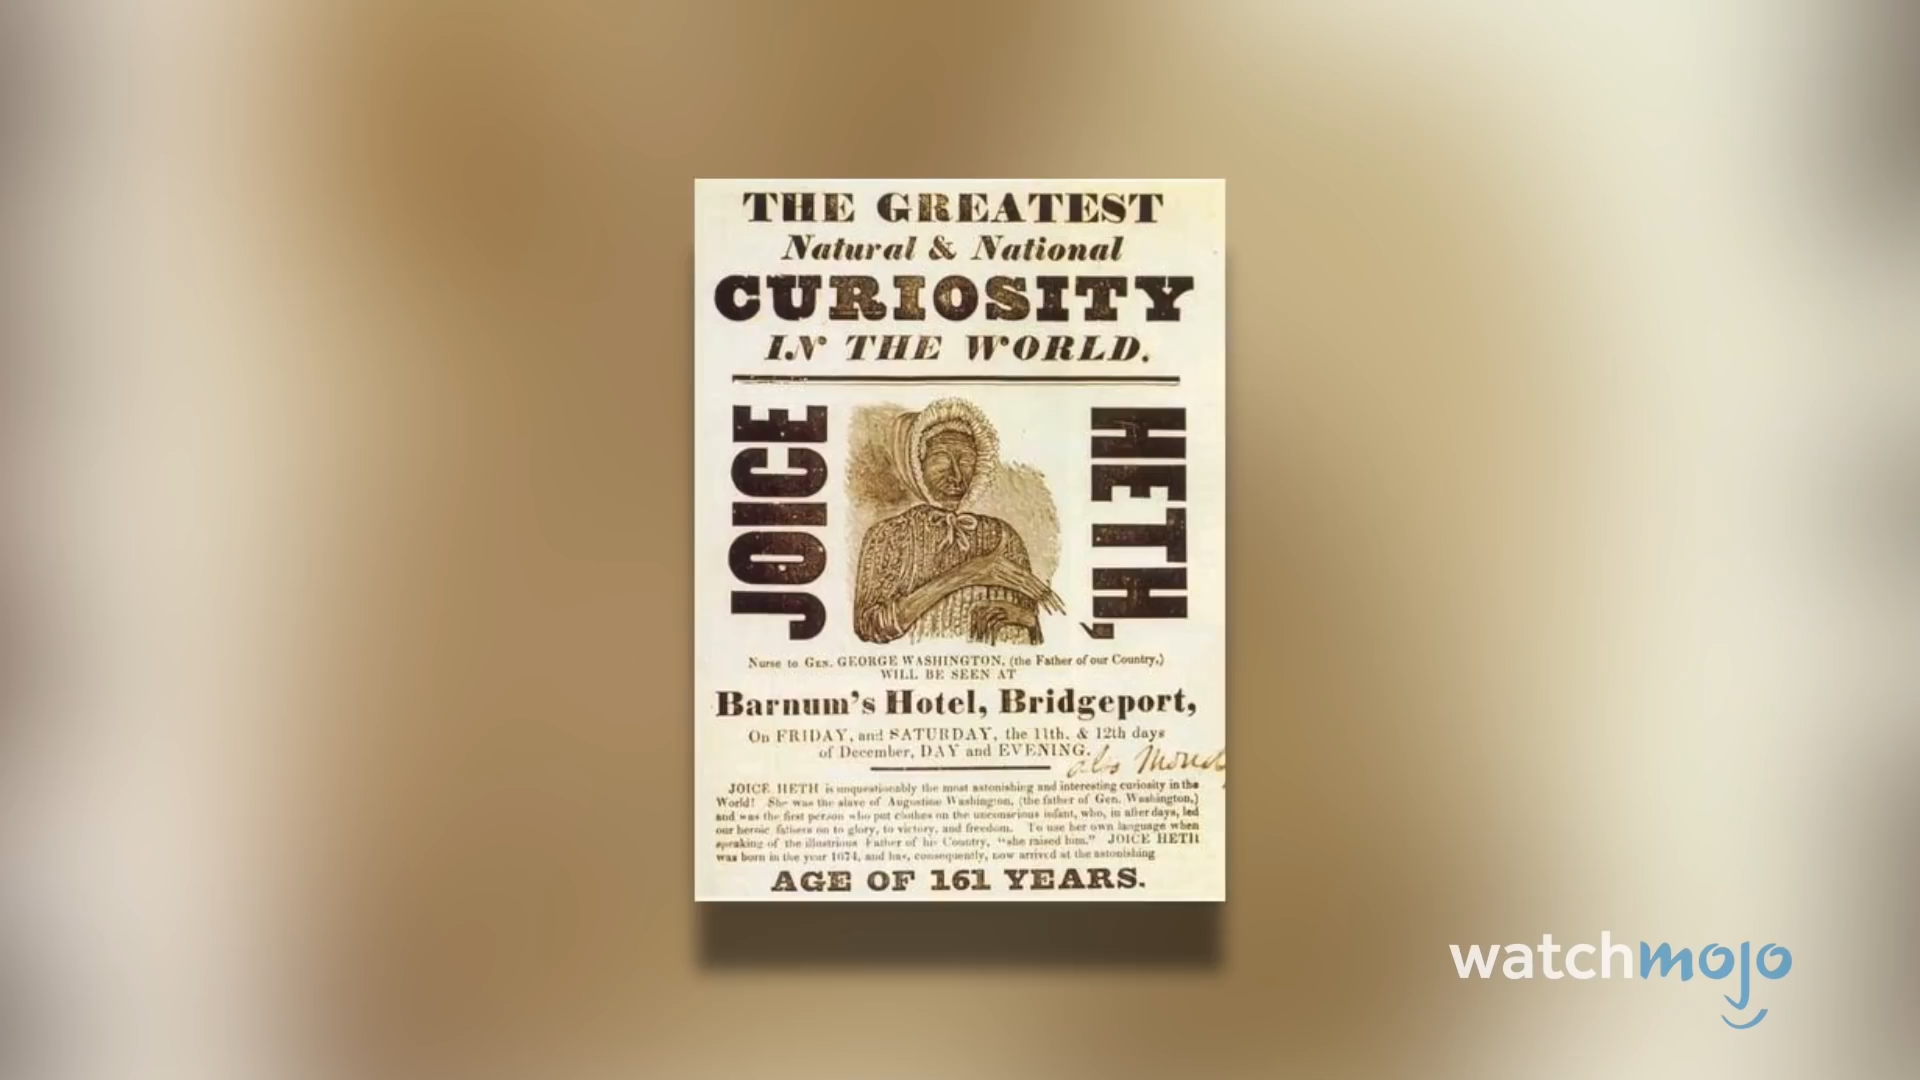 THE GREATEST
Natural & National
CURIOSITY
IN THE WORLD.
JOICE
HETH,
Nurse to GEN. GEORGE WASHINGTON, (the Father of our Country,)
WILL BE SEEN AT
Barnum's Hotel, Bridgeport,
On FRIDAY, and SATURDAY, the 11th. & 12th days
of December, DAY and EVENING.
also
JOICE HETH is unquestionably the most astonishing and interesting curiosity in the
World! She was the slave of Augustine Washington, (the father of Gen. Washington,)
and was the first person who put clothes on the unconscious infant, who, in after days, led
our heroic fathers on to glory, to victory, and freedom. To use her own language when
speaking of the illustrious Father of his Country, "she raised him." JOICE HETH
was born in the year 1674, and has, consequently, now arrived at the astonishing
AGE OF 161 YEARS.
watchmojo